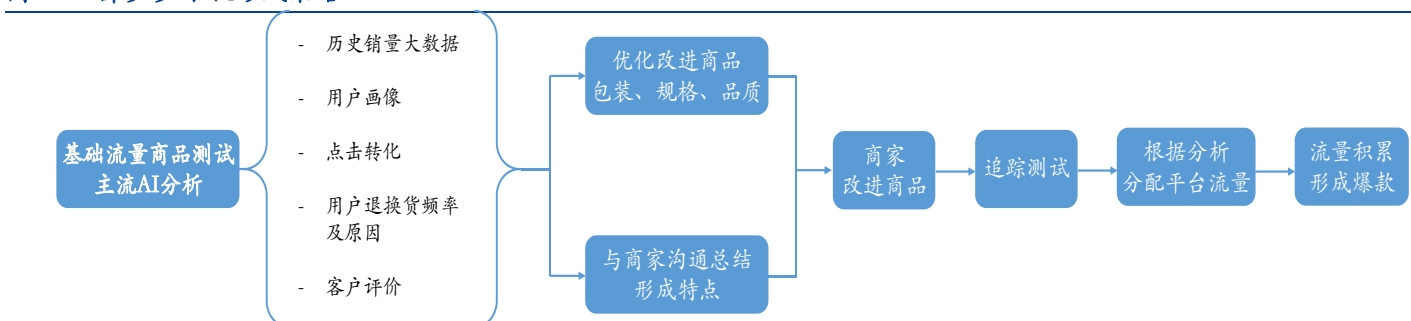 基础流量商品测试
主流AI分析
- 历史销量大数据
- 用户画像
- 点击转化
- 用户退换货频率
及原因
- 客户评价
优化改进商品
包装、规格、品质
与商家沟通总结
形成特点
商家
改进商品
追踪测试
根据分析
分配平台流量
流量积累
形成爆款